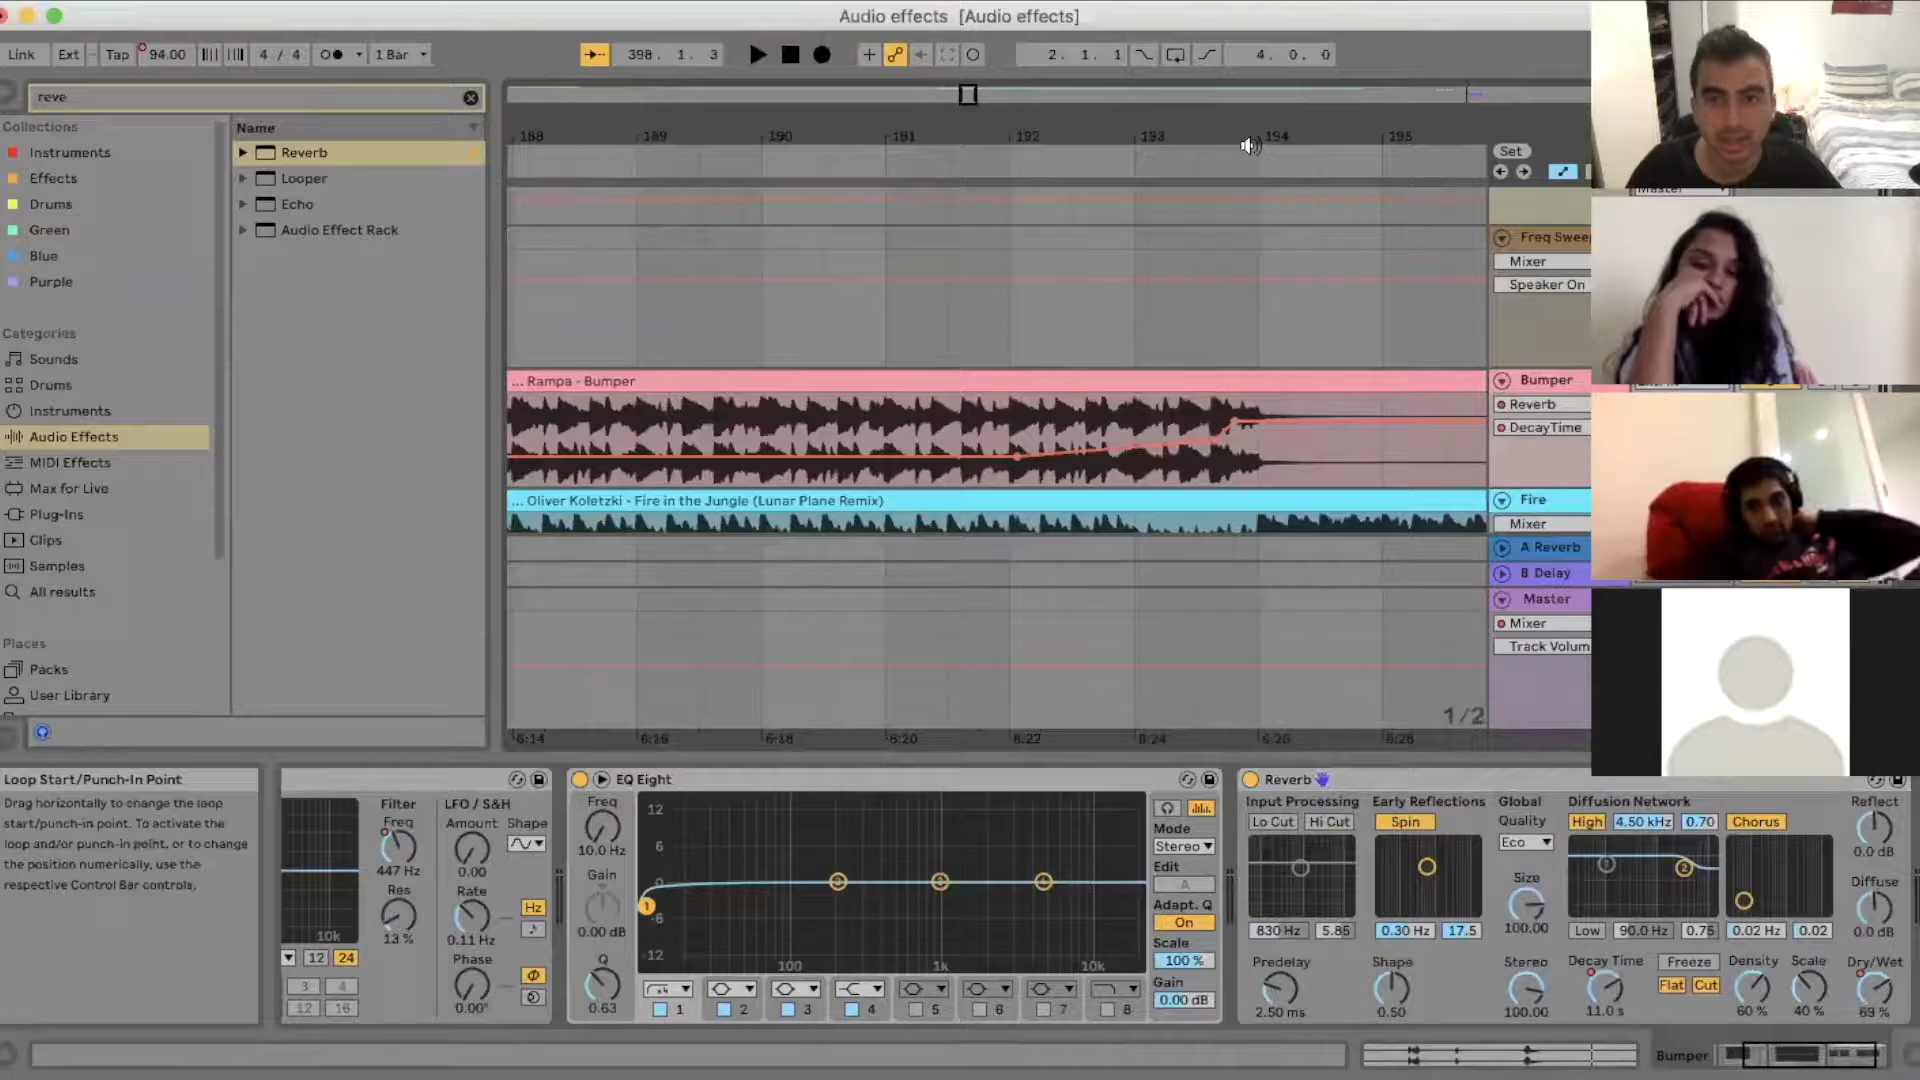 Audio effects [Audio effects]
Link Ext Tap 94.00 4 / 4 1 Bar 398. 1. 3 2. 1. 1 4. 0. 0
reve
Collections
Instruments
Effects
Drums
Green
Blue
Purple
Categories
Sounds
Drums
Instruments
Audio Effects
MIDI Effects
Max for Live
Plug-Ins
Clips
Samples
All results
Places
Packs
User Library
Name
Reverb
Looper
Echo
Audio Effect Rack
188 189 190 191 192 193 194 195
Set
Freq Swee
Mixer
Speaker On
... Rampa - Bumper
Bumper
Reverb
DecayTime
... Oliver Koletzki - Fire in the Jungle (Lunar Plane Remix)
Fire
Mixer
A Reverb
B Delay
Master
Mixer
Track Volum
1/2
6:14 6:16 6:18 6:20 6:22 6:24 6:26 6:28
Loop Start/Punch-In Point
Drag horizontally to change the loop
start/punch-in point. To activate the
loop and/or punch-in point, or to change
the position numerically, use the
respective Control Bar controls.
10k
12 24
3 4
12 16
Filter
Freq
447 Hz
Res
13 %
LFO / S&H
Amount
0.00
Shape
Rate
0.11 Hz
Hz
Phase
0.00°
EQ Eight
Freq
10.0 Hz
Gain
0.00 dB
Q
0.63
12
6
0
-6
-12
100 1k 10k
x4
1 2 3 4 5 6 7 8
Mode
Stereo
Edit
A
Adapt. Q
On
Scale
100 %
Gain
0.00 dB
Reverb
Input Processing
Lo Cut Hi Cut
830 Hz 5.85
Predelay
2.50 ms
Early Reflections
Spin
0.30 Hz 17.5
Shape
0.50
Global
Quality
Eco
Size
100.00
Stereo
100.00
Diffusion Network
High 4.50 kHz 0.70 Chorus
Low 90.0 Hz 0.75 0.02 Hz 0.02
Decay Time
11.0 s
Freeze
Flat Cut
Density
60 %
Scale
40 %
Reflect
0.0 dB
Diffuse
0.0 dB
Dry/Wet
69 %
Bumper